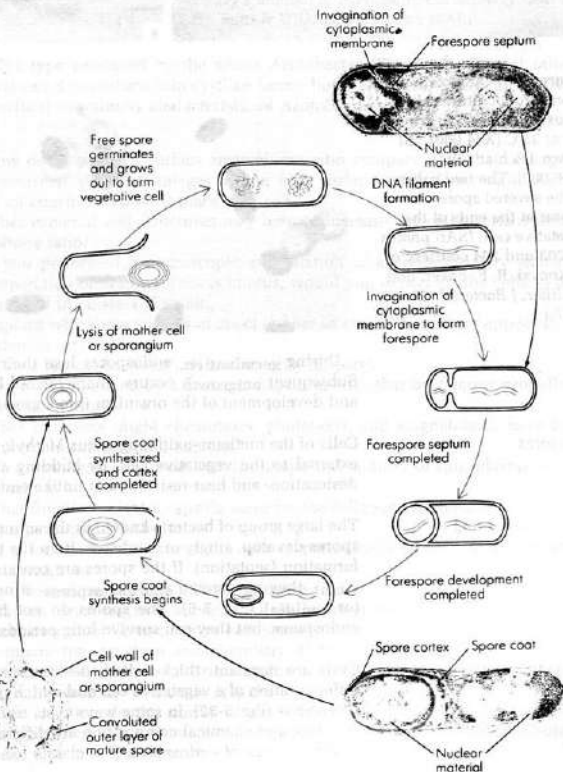 Invagination of
cytoplasmic
membrane
Forespore septum
Nuclear
material
Free spore
germinates
and grows
out to form
vegetative cell
DNA filament
formation
Invagination of
cytoplasmic
membrane to form
forespore
Lysis of mother cell
or sporangium
Forespore septum
completed
Spore coat
synthesized
and cortex
completed
Forespore development
completed
Spore coat
synthesis begins
Spore cortex
Spore coat
Cell wall of
mother cell
or sporangium
Convoluted
outer layer of
mature spore
Nuclear
material